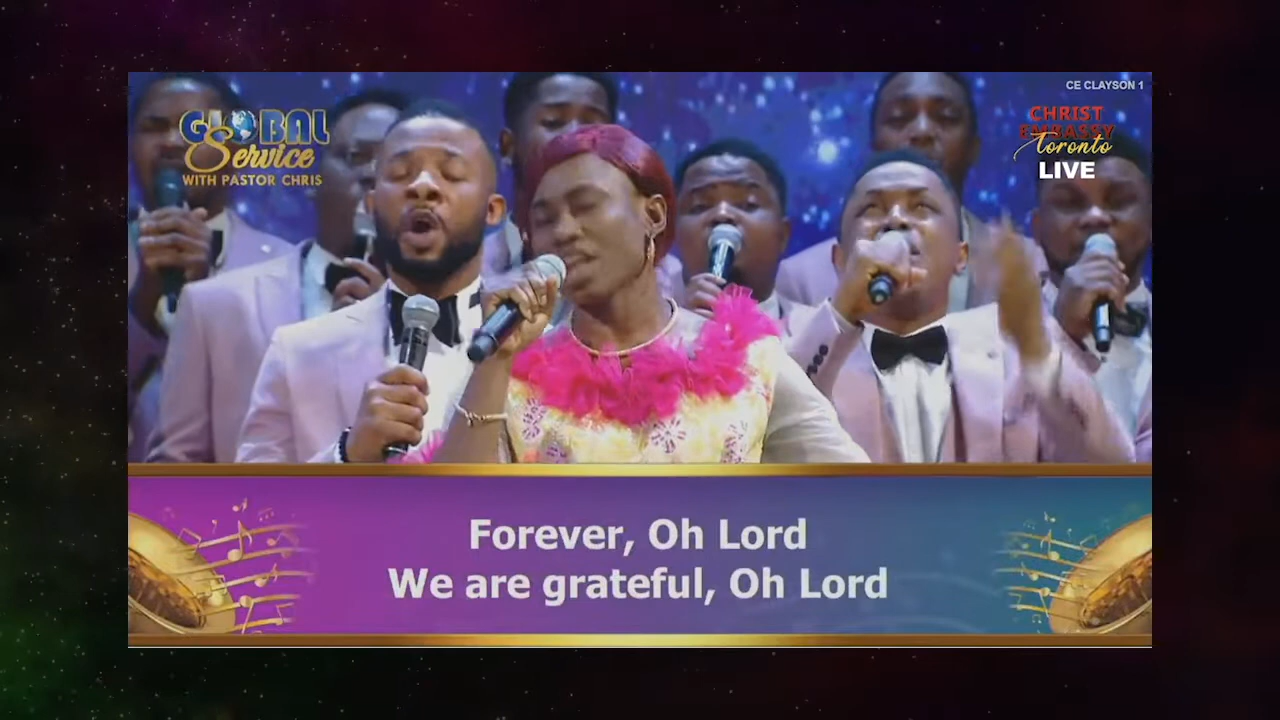 CE CLAYSON 1
GLOBAL
Service
WITH PASTOR CHRIS
CHRIST
EMBASSY
Toronto
LIVE
Forever, Oh Lord
We are grateful, Oh Lord